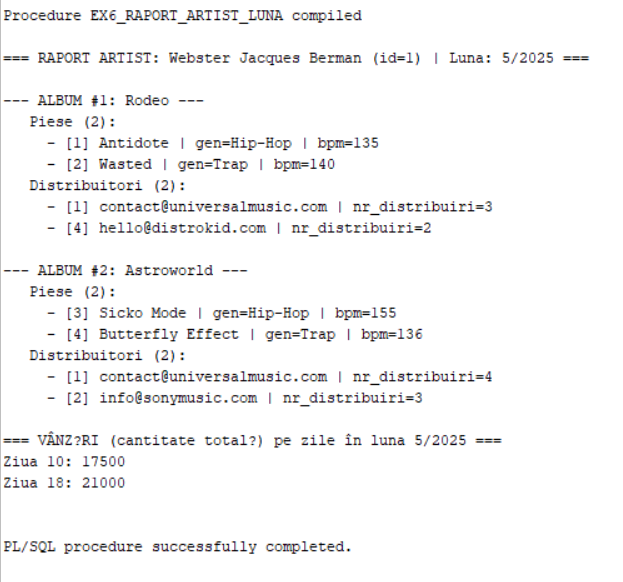 Procedure EX6_RAPORT_ARTIST_LUNA compiled
=== RAPORT ARTIST: Webster Jacques Berman (id=1) | Luna: 5/2025 ===
--- ALBUM #1: Rodeo ---
Piese (2):
- [1] Antidote | gen=Hip-Hop | bpm=135
- [2] Wasted | gen=Trap | bpm=140
Distribuitori (2):
- [1] contact@universalmusic.com | nr_distribuiri=3
- [4] hello@distrokid.com | nr_distribuiri=2
--- ALBUM #2: Astroworld ---
Piese (2):
- [3] Sicko Mode | gen=Hip-Hop | bpm=155
- [4] Butterfly Effect | gen=Trap | bpm=136
Distribuitori (2):
- [1] contact@universalmusic.com | nr_distribuiri=4
- [2] info@sonymusic.com | nr_distribuiri=3
=== VÂNZ?RI (cantitate total?) pe zile în luna 5/2025 ===
Ziua 10: 17500
Ziua 18: 21000
PL/SQL procedure successfully completed.